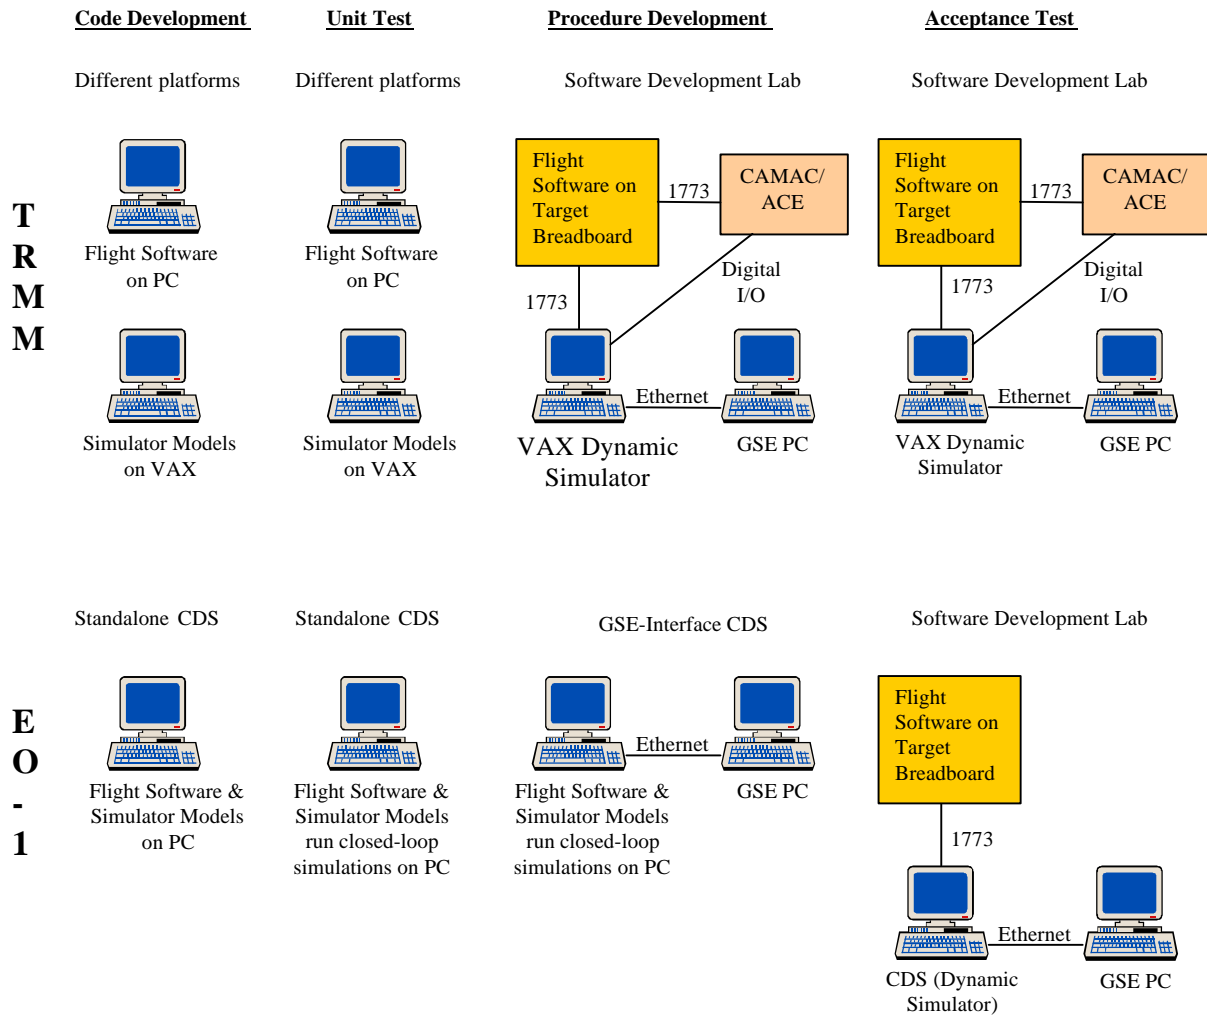 Code Development
Unit Test
Procedure Development
Acceptance Test
Different platforms
Different platforms
Software Development Lab
Software Development Lab
T
R
M
M
Flight Software
on PC
Flight Software
on PC
Flight
Software on
Target
Breadboard
1773
CAMAC/
ACE
Flight
Software on
Target
Breadboard
1773
CAMAC/
ACE
1773
Digital
I/O
1773
Digital
I/O
Simulator Models
on VAX
Simulator Models
on VAX
Ethernet
VAX Dynamic
Simulator
GSE PC
Ethernet
VAX Dynamic
Simulator
GSE PC
Standalone CDS
Standalone CDS
GSE-Interface CDS
Software Development Lab
E
O
-
1
Flight Software &
Simulator Models
on PC
Flight Software &
Simulator Models
run closed-loop
simulations on PC
Ethernet
Flight Software &
Simulator Models
run closed-loop
simulations on PC
GSE PC
Flight
Software on
Target
Breadboard
1773
Ethernet
CDS (Dynamic
Simulator)
GSE PC